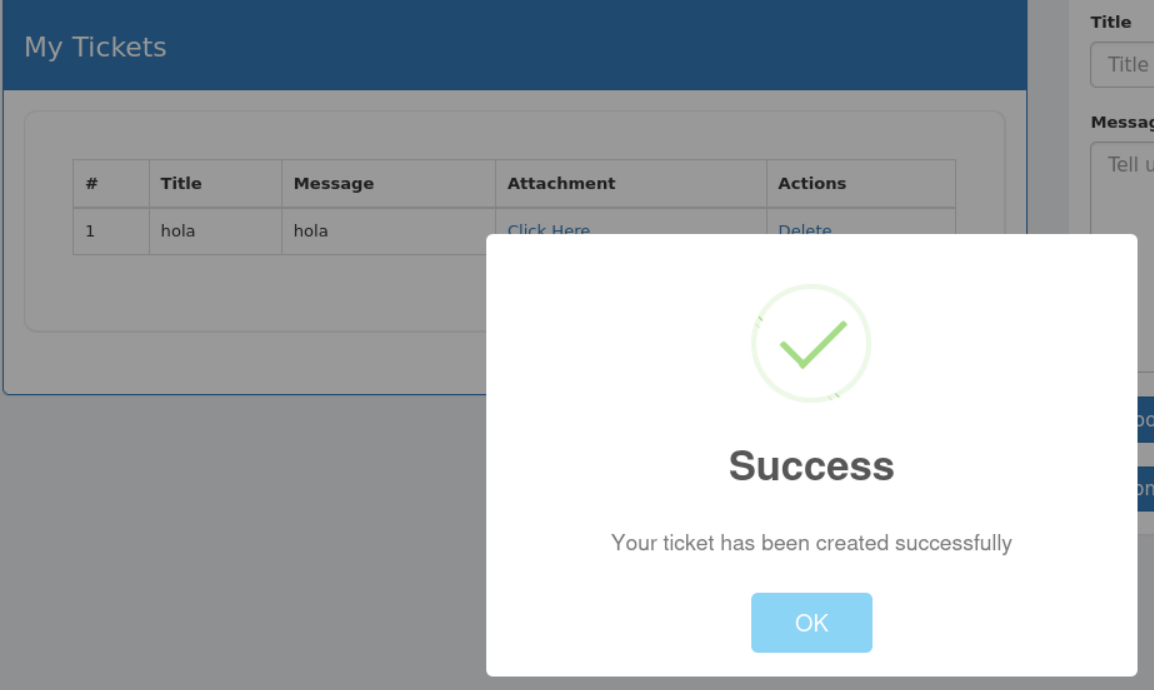 My Tickets
# Title Message Attachment Actions
1 hola hola Click Here Delete
Title
Title
Messag
Tell u
Success
Your ticket has been created successfully
OK